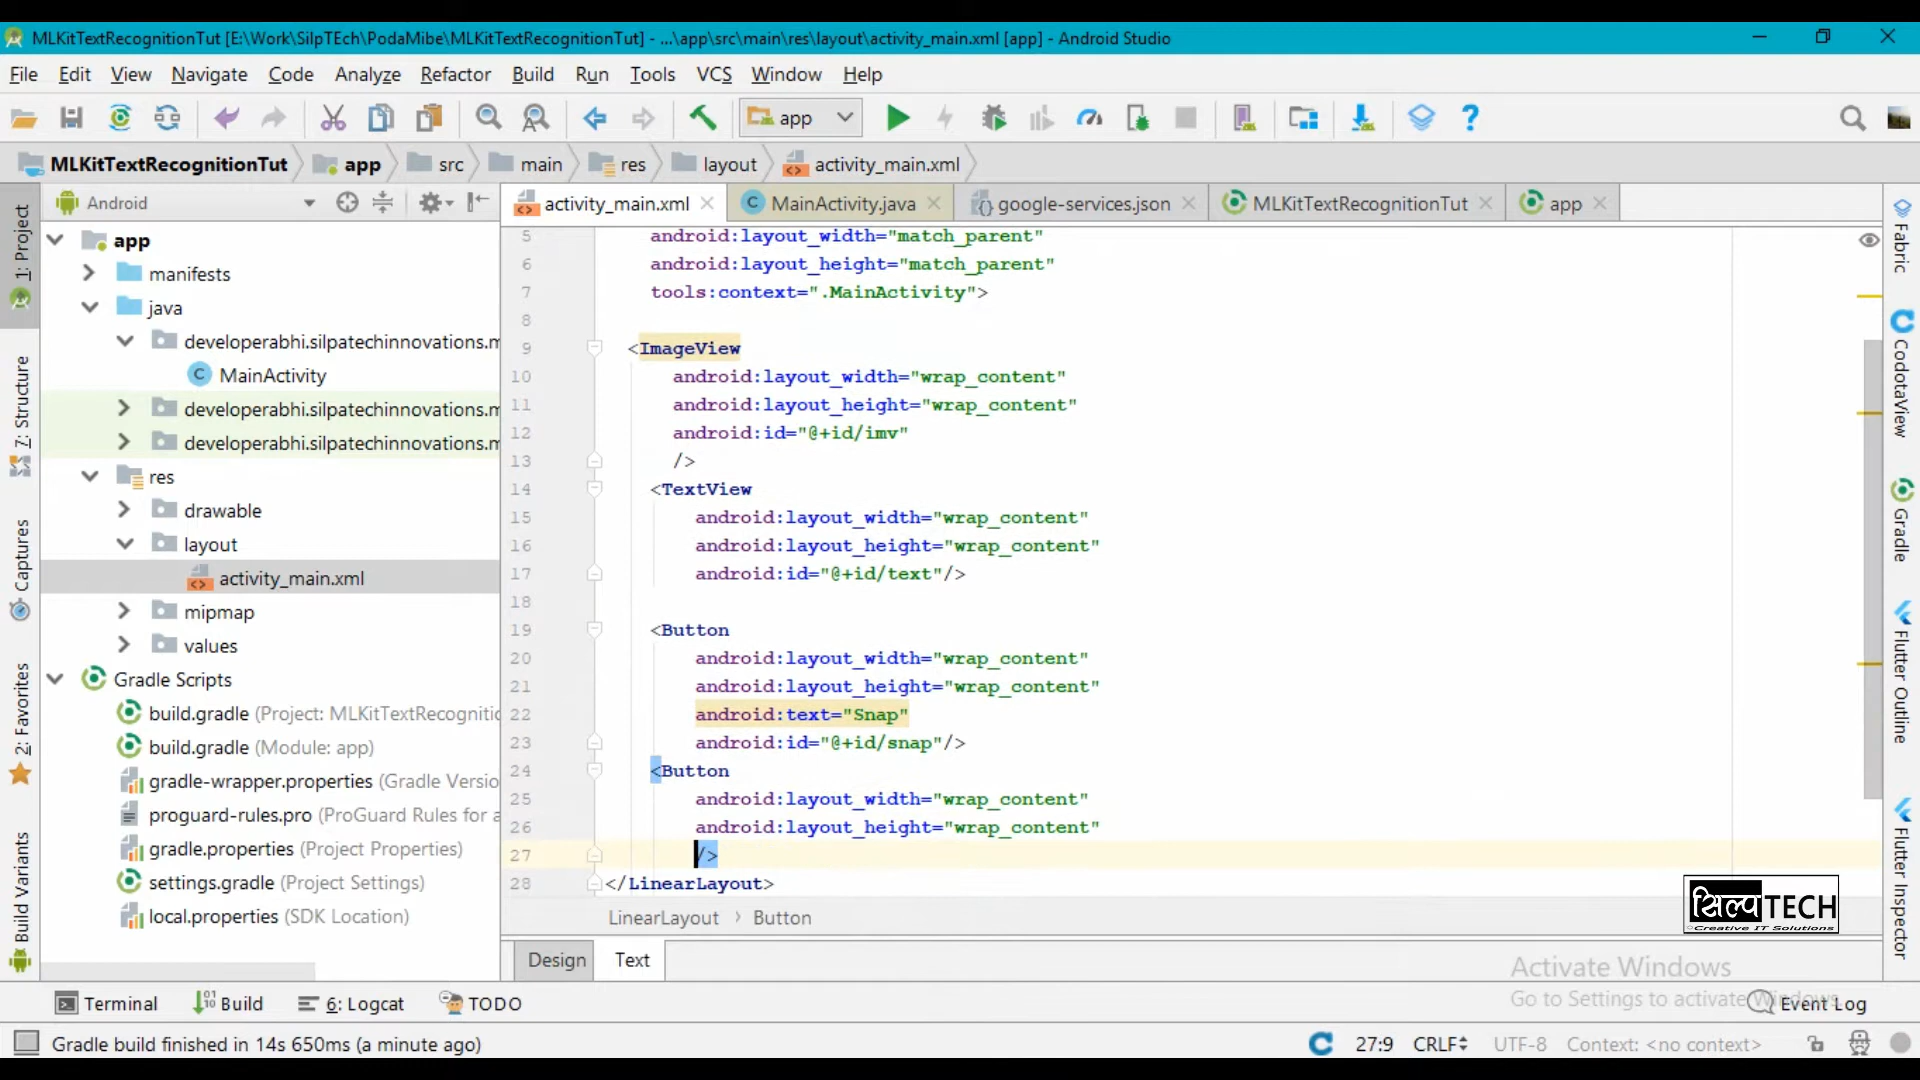 MLKitTextRecognitionTut [E:\Work\SilpTEch\PodaMibe\MLKitTextRecognitionTut] - ...\app\src\main\res\layout\activity_main.xml [app] - Android Studio
File Edit View Navigate Code Analyze Refactor Build Run Tools VCS Window Help
app
MLKitTextRecognitionTut app src main res layout activity_main.xml
Android
activity_main.xml MainActivity.java google-services.json MLKitTextRecognitionTut app
1: Project
7: Structure
Captures
2: Favorites
Build Variants
app
manifests
java
developerabhi.silpatechinnovations.m
MainActivity
developerabhi.silpatechinnovations.m
developerabhi.silpatechinnovations.m
res
drawable
layout
activity_main.xml
mipmap
values
Gradle Scripts
build.gradle (Project: MLKitTextRecognitic
build.gradle (Module: app)
gradle-wrapper.properties (Gradle Versio
proguard-rules.pro (ProGuard Rules for a
gradle.properties (Project Properties)
settings.gradle (Project Settings)
local.properties (SDK Location)
5 android:layout_width="match_parent"
6 android:layout_height="match_parent"
7 tools:context=".MainActivity">
8
9 <ImageView
10 android:layout_width="wrap_content"
11 android:layout_height="wrap_content"
12 android:id="@+id/imv"
13 />
14 <TextView
15 android:layout_width="wrap_content"
16 android:layout_height="wrap_content"
17 android:id="@+id/text"/>
18
19 <Button
20 android:layout_width="wrap_content"
21 android:layout_height="wrap_content"
22 android:text="Snap"
23 android:id="@+id/snap"/>
24 <Button
25 android:layout_width="wrap_content"
26 android:layout_height="wrap_content"
27 />
28 </LinearLayout>
LinearLayout › Button
Design Text
Fabric
CodotaView
Gradle
Flutter Outline
Flutter Inspector
सिल्पTECH
Creative IT Solutions
Activate Windows
Go to Settings to activate Windows.
Terminal Build 6: Logcat TODO Event Log
Gradle build finished in 14s 650ms (a minute ago) 27:9 CRLF UTF-8 Context: <no context>